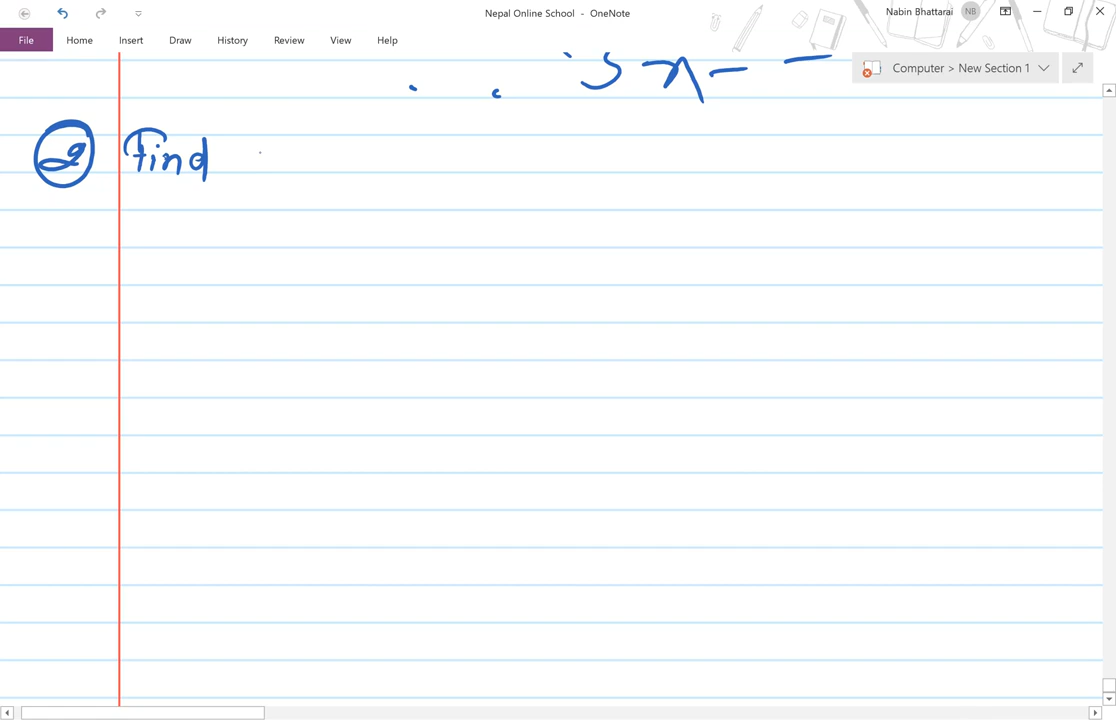 Nepal Online School - OneNote
Nabin Bhattarai NB
File Home Insert Draw History Review View Help
Computer > New Section 1
② Find